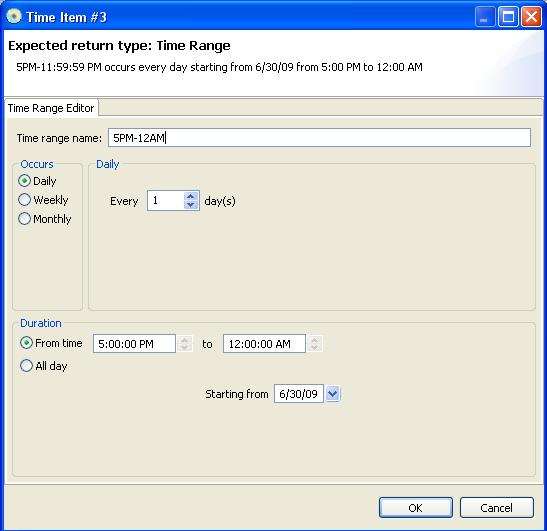 Time Item #3
Expected return type: Time Range
5PM-11:59:59 PM occurs every day starting from 6/30/09 from 5:00 PM to 12:00 AM
Time Range Editor
Time range name: 5PM-12AM
Occurs
Daily
Weekly
Monthly
Daily
Every 1 day(s)
Duration
From time 5:00:00 PM to 12:00:00 AM
All day
Starting from 6/30/09
OK Cancel